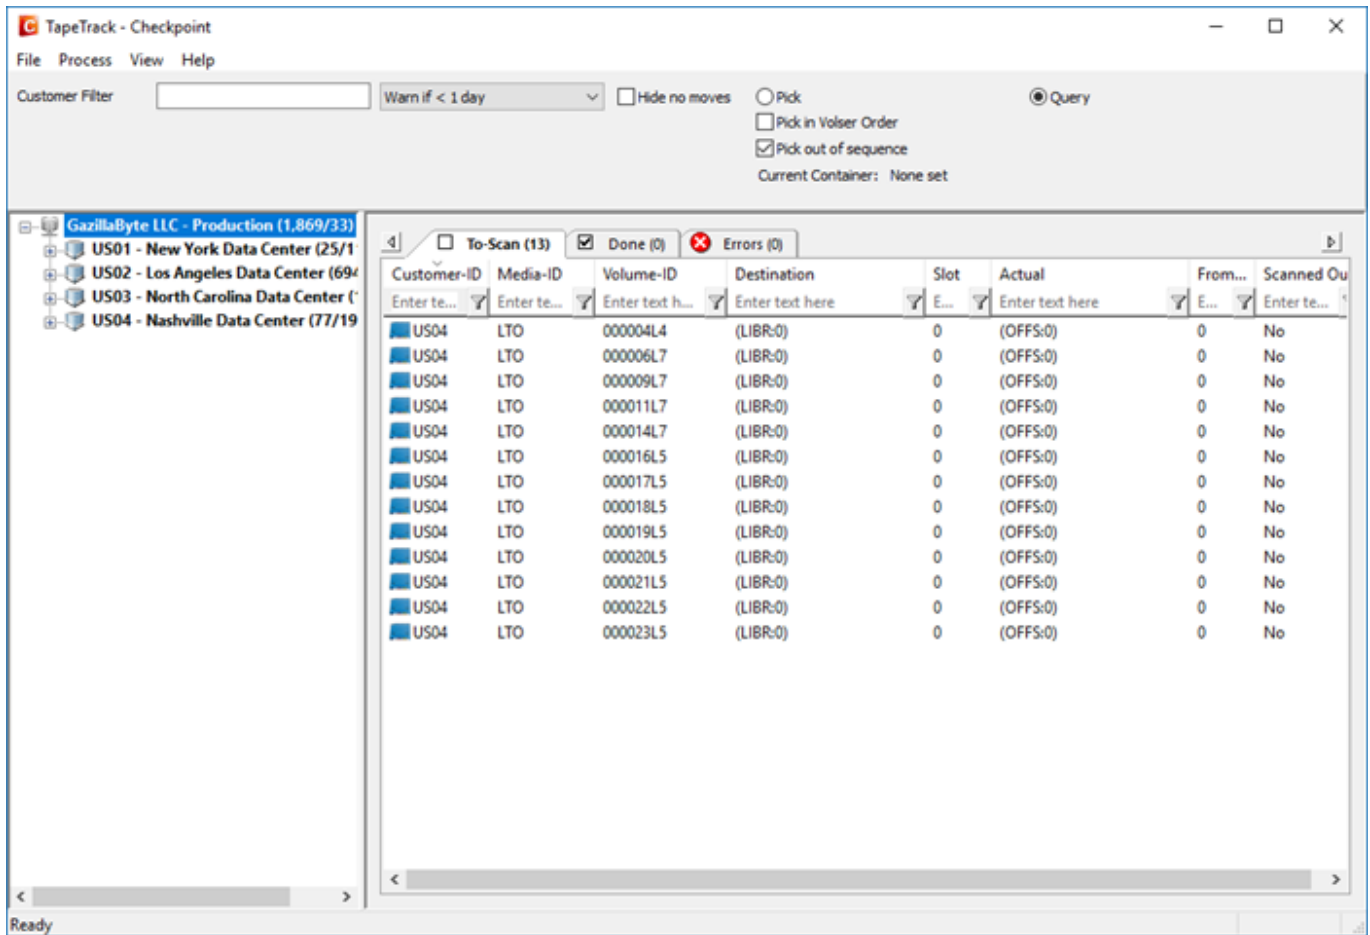 TapeTrack - Checkpoint
File Process View Help
Customer Filter Warn if < 1 day Hide no moves Pick Query
Pick in Volser Order
Pick out of sequence
Current Container: None set
GazillaByte LLC - Production (1,869/33)
US01 - New York Data Center (25/1
US02 - Los Angeles Data Center (694
US03 - North Carolina Data Center (
US04 - Nashville Data Center (77/19
To-Scan (13) Done (0) Errors (0)
Customer-ID Media-ID Volume-ID Destination Slot Actual From... Scanned Ou
Enter te... Enter te... Enter text h... Enter text here E... Enter text here E... Enter te...
US04 LTO 000004L4 (LIBR:0) 0 (OFFS:0) 0 No
US04 LTO 000006L7 (LIBR:0) 0 (OFFS:0) 0 No
US04 LTO 000009L7 (LIBR:0) 0 (OFFS:0) 0 No
US04 LTO 000011L7 (LIBR:0) 0 (OFFS:0) 0 No
US04 LTO 000014L7 (LIBR:0) 0 (OFFS:0) 0 No
US04 LTO 000016L5 (LIBR:0) 0 (OFFS:0) 0 No
US04 LTO 000017L5 (LIBR:0) 0 (OFFS:0) 0 No
US04 LTO 000018L5 (LIBR:0) 0 (OFFS:0) 0 No
US04 LTO 000019L5 (LIBR:0) 0 (OFFS:0) 0 No
US04 LTO 000020L5 (LIBR:0) 0 (OFFS:0) 0 No
US04 LTO 000021L5 (LIBR:0) 0 (OFFS:0) 0 No
US04 LTO 000022L5 (LIBR:0) 0 (OFFS:0) 0 No
US04 LTO 000023L5 (LIBR:0) 0 (OFFS:0) 0 No
Ready